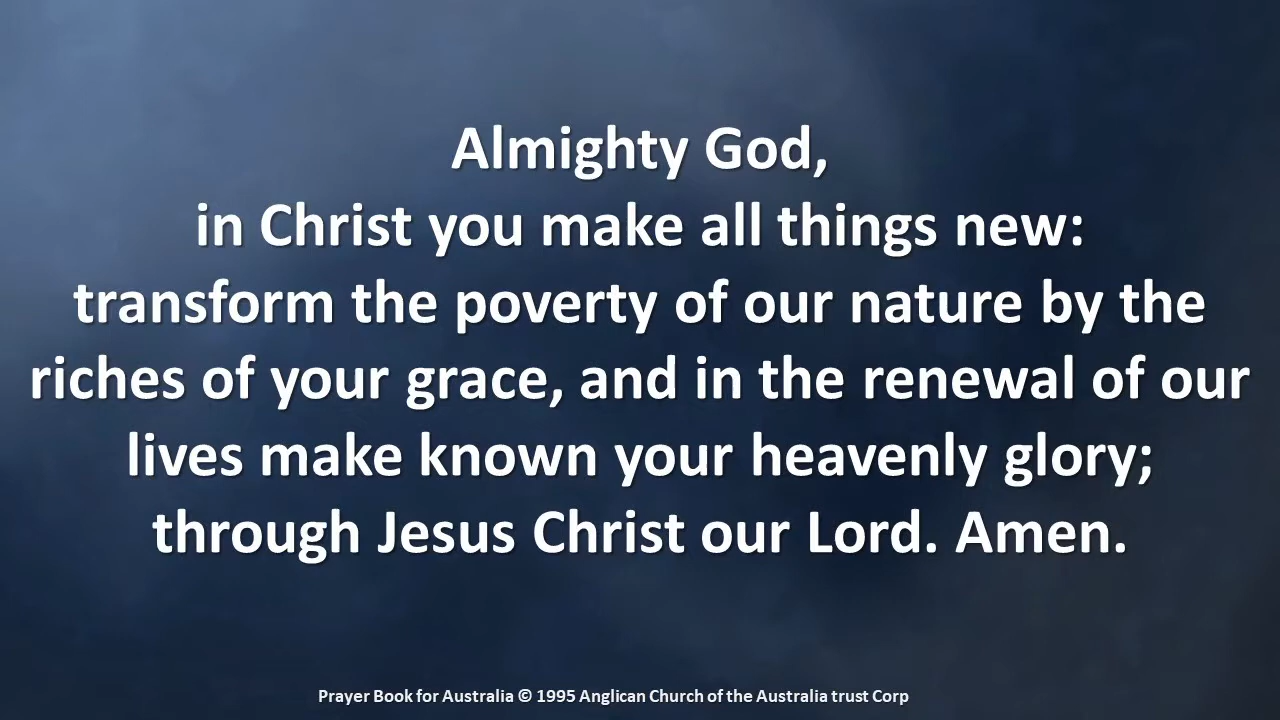 Almighty God,
in Christ you make all things new:
transform the poverty of our nature by the
riches of your grace, and in the renewal of our
lives make known your heavenly glory;
through Jesus Christ our Lord. Amen.
Prayer Book for Australia © 1995 Anglican Church of the Australia trust Corp